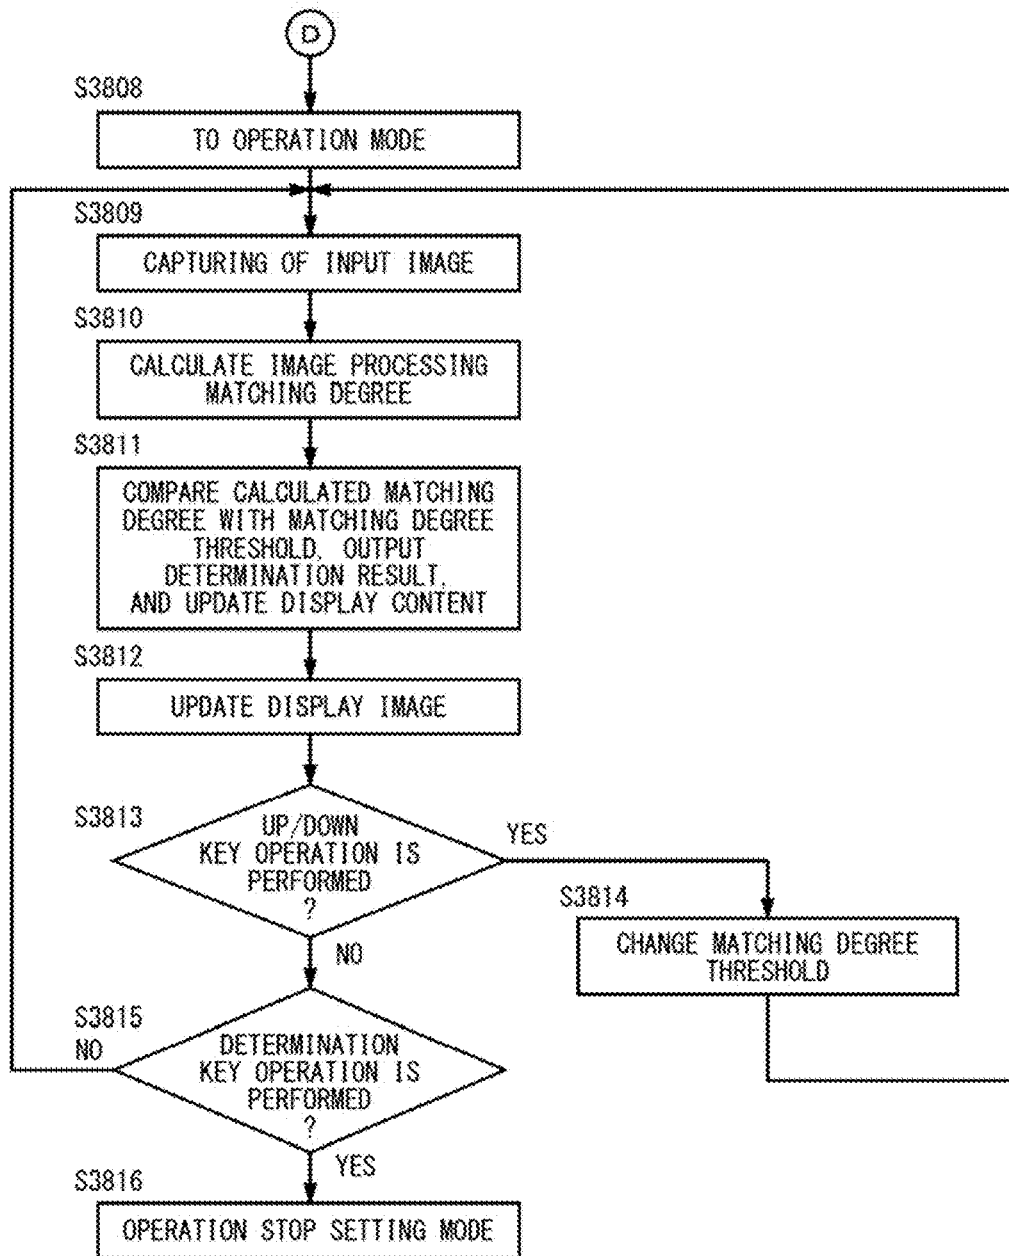 D
S3808
TO OPERATION MODE
S3809
CAPTURING OF INPUT IMAGE
S3810
CALCULATE IMAGE PROCESSING
MATCHING DEGREE
S3811
COMPARE CALCULATED MATCHING
DEGREE WITH MATCHING DEGREE
THRESHOLD, OUTPUT
DETERMINATION RESULT,
AND UPDATE DISPLAY CONTENT
S3812
UPDATE DISPLAY IMAGE
S3813
UP/DOWN
KEY OPERATION IS
PERFORMED
?
YES
S3814
CHANGE MATCHING DEGREE
THRESHOLD
NO
S3815
NO
DETERMINATION
KEY OPERATION IS
PERFORMED
?
YES
S3816
OPERATION STOP SETTING MODE